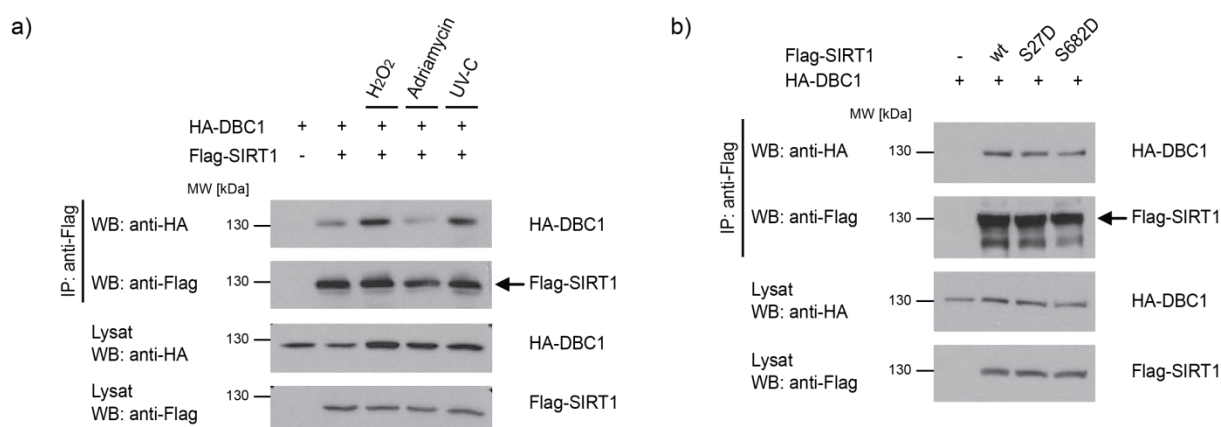 a)
H₂O₂ Adriamycin UV-C
HA-DBC1 + + + + +
Flag-SIRT1 - + + + +
MW [kDa]
IP: anti-Flag
WB: anti-HA 130 HA-DBC1
WB: anti-Flag 130 Flag-SIRT1
Lysat
WB: anti-HA 130 HA-DBC1
Lysat
WB: anti-Flag 130 Flag-SIRT1
b)
Flag-SIRT1 - wt S27D S682D
HA-DBC1 + + + +
MW [kDa]
IP: anti-Flag
WB: anti-HA 130 HA-DBC1
WB: anti-Flag 130 Flag-SIRT1
Lysat
WB: anti-HA 130 HA-DBC1
Lysat
WB: anti-Flag 130 Flag-SIRT1